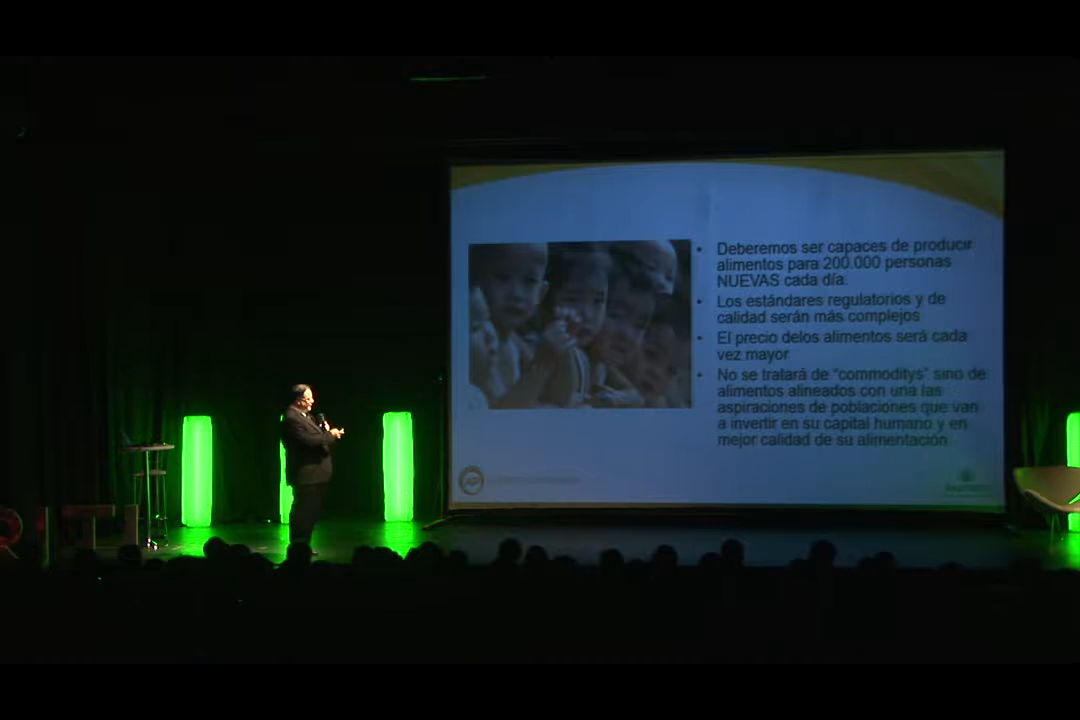 Deberemos ser capaces de producir
alimentos para 200.000 personas
NUEVAS cada día.
Los estándares regulatorios y de
calidad serán más complejos
El precio delos alimentos será cada
vez mayor
No se tratará de "commoditys" sino de
alimentos alineados con una las
aspiraciones de poblaciones que van
a invertir en su capital humano y en
mejor calidad de su alimentación